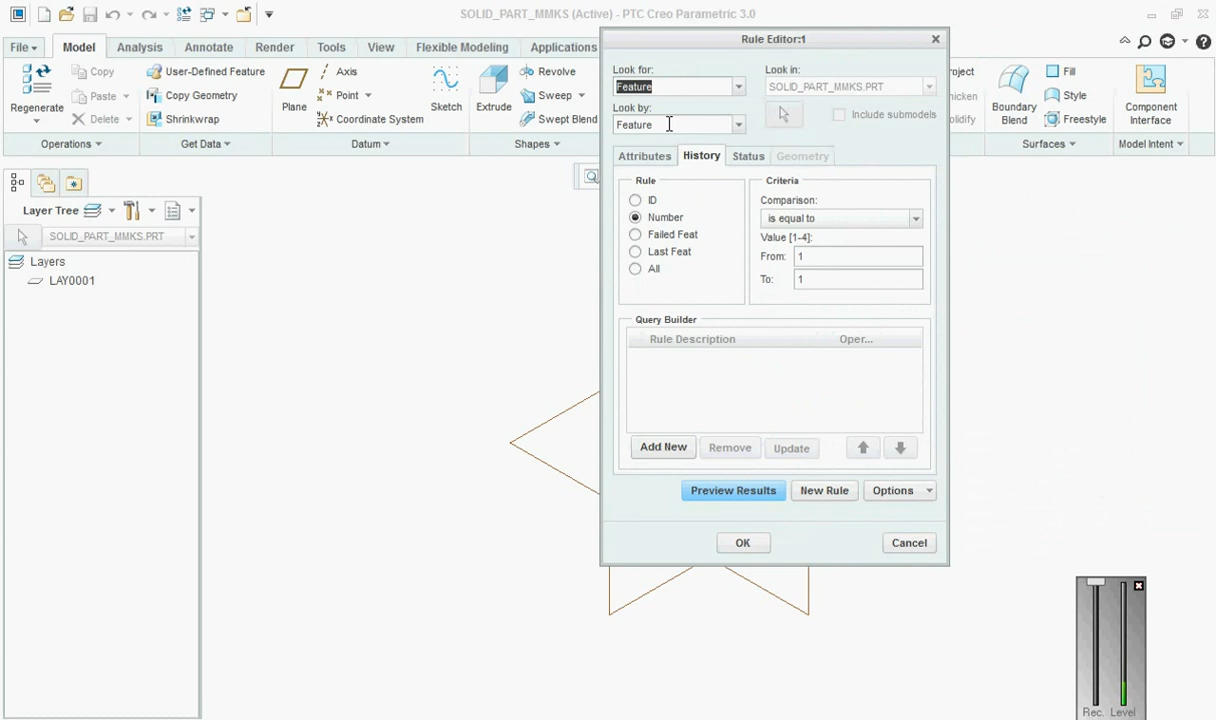 SOLID_PART_MMKS (Active) - PTC Creo Parametric 3.0
File
Model
Analysis
Annotate
Render
Tools
View
Flexible Modeling
Applications
Regenerate
Copy
Paste
Delete
Operations
User-Defined Feature
Copy Geometry
Shrinkwrap
Get Data
Plane
Axis
Point
Coordinate System
Datum
Sketch
Extrude
Revolve
Sweep
Swept Blend
Shapes
Boundary
Blend
Fill
Style
Freestyle
Surfaces
Component
Interface
Model Intent
Layer Tree
SOLID_PART_MMKS.PRT
Layers
LAY0001
Rule Editor:1
Look for:
Feature
Look in:
SOLID_PART_MMKS.PRT
Look by:
Feature
Include submodels
Attributes
History
Status
Geometry
Rule
ID
Number
Failed Feat
Last Feat
All
Criteria
Comparison:
is equal to
Value [1-4]:
From: 1
To: 1
Query Builder
Rule Description
Oper...
Add New
Remove
Update
Preview Results
New Rule
Options
OK
Cancel
Rec.
Level